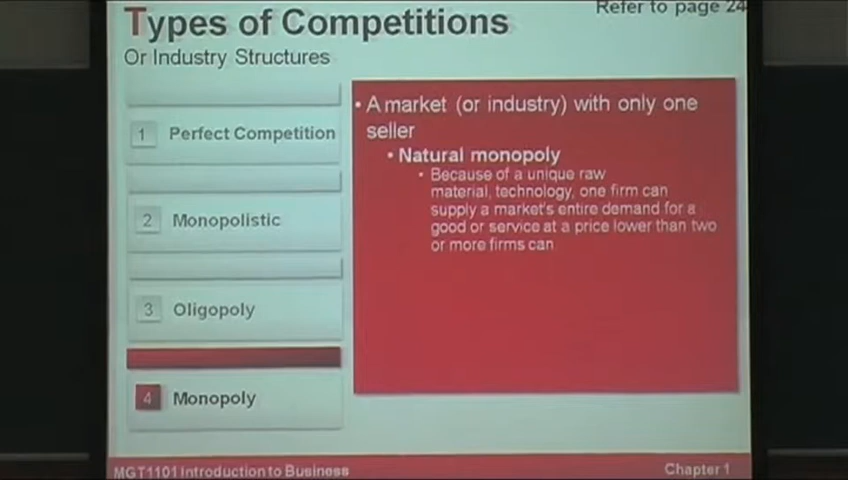 Types of Competitions
Refer to page 24
Or Industry Structures
1 Perfect Competition
2 Monopolistic
3 Oligopoly
4 Monopoly
• A market (or industry) with only one
seller
• Natural monopoly
• Because of a unique raw
material, technology, one firm can
supply a market's entire demand for a
good or service at a price lower than two
or more firms can
MGT1101 Introduction to Business
Chapter 1